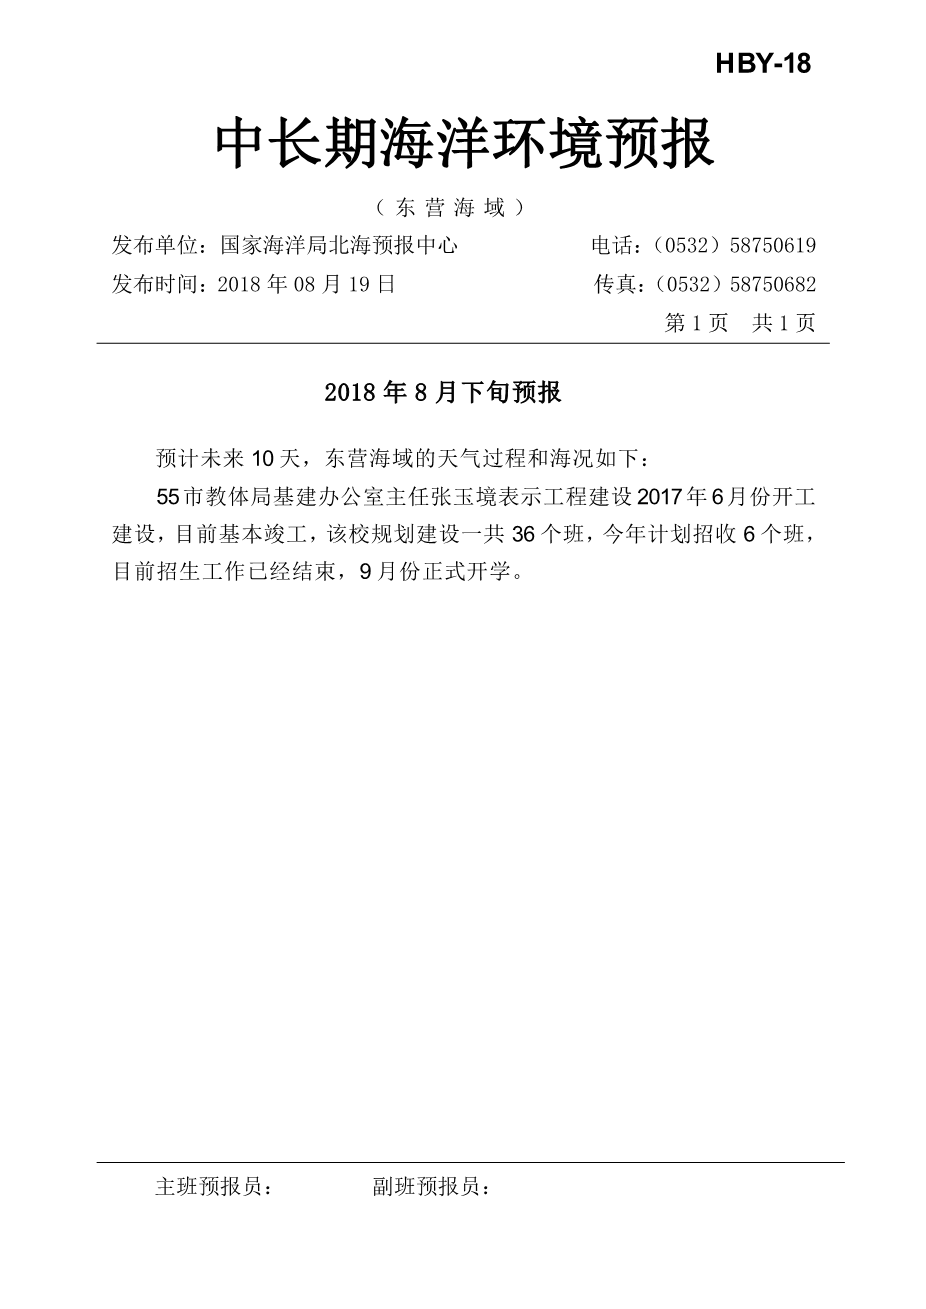 HBY-18
中长期海洋环境预报
（东营海域）
发布单位：国家海洋局北海预报中心 电话：（0532）58750619
发布时间：2018 年 08 月 19 日 传真：（0532）58750682
第 1 页 共 1 页
2018 年 8 月下旬预报
预计未来 10 天，东营海域的天气过程和海况如下：
55 市教体局基建办公室主任张玉境表示工程建设 2017 年 6 月份开工
建设，目前基本竣工，该校规划建设一共 36 个班，今年计划招收 6 个班，
目前招生工作已经结束，9 月份正式开学。
主班预报员： 副班预报员：